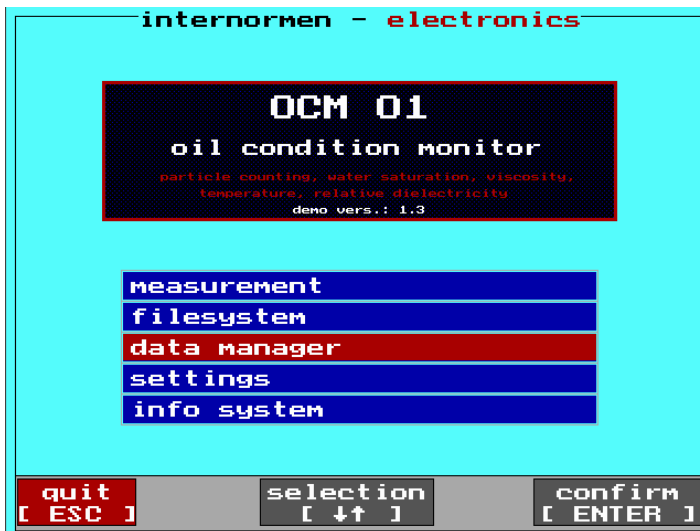 internormen - electronics
OCM 01
oil condition monitor
particle counting, water saturation, viscosity,
temperature, relative dielectricity
demo vers.: 1.3
measurement
filesystem
data manager
settings
info system
quit
[ ESC ]
selection
[ ↓↑ ]
confirm
[ ENTER ]